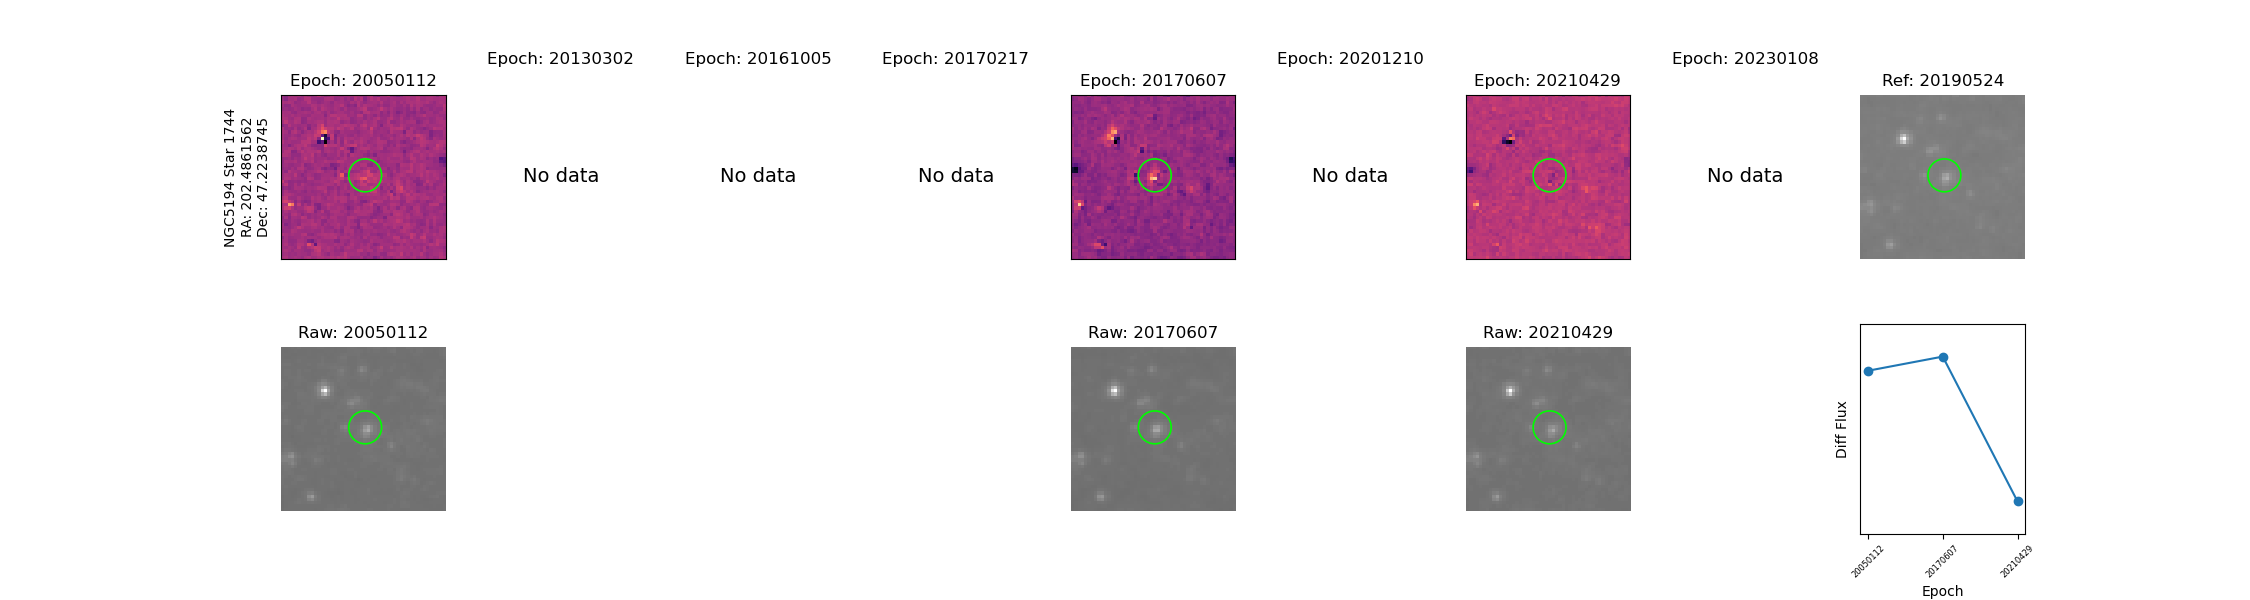 Epoch: 20050112
Epoch: 20130302
Epoch: 20161005
Epoch: 20170217
Epoch: 20170607
Epoch: 20201210
Epoch: 20210429
Epoch: 20230108
Ref: 20190524
NGC5194 Star 1744
RA: 202.4861562
Dec: 47.2238745
No data
No data
No data
No data
No data
Raw: 20050112
Raw: 20170607
Raw: 20210429
Diff Flux
20050112
20170607
20210429
Epoch